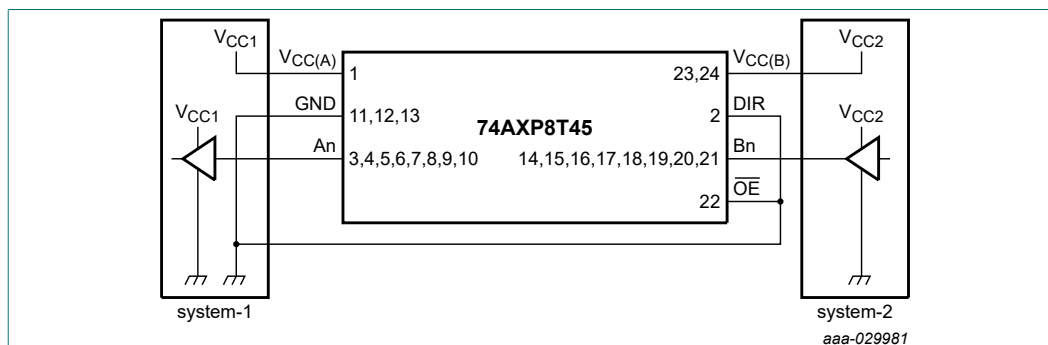 VCC1
VCC2
VCC(A)
VCC(B)
1
23,24
GND
DIR
VCC1
11,12,13
2
VCC2
74AXP8T45
An
Bn
3,4,5,6,7,8,9,10
14,15,16,17,18,19,20,21
OE
22
system-1
system-2
aaa-029981